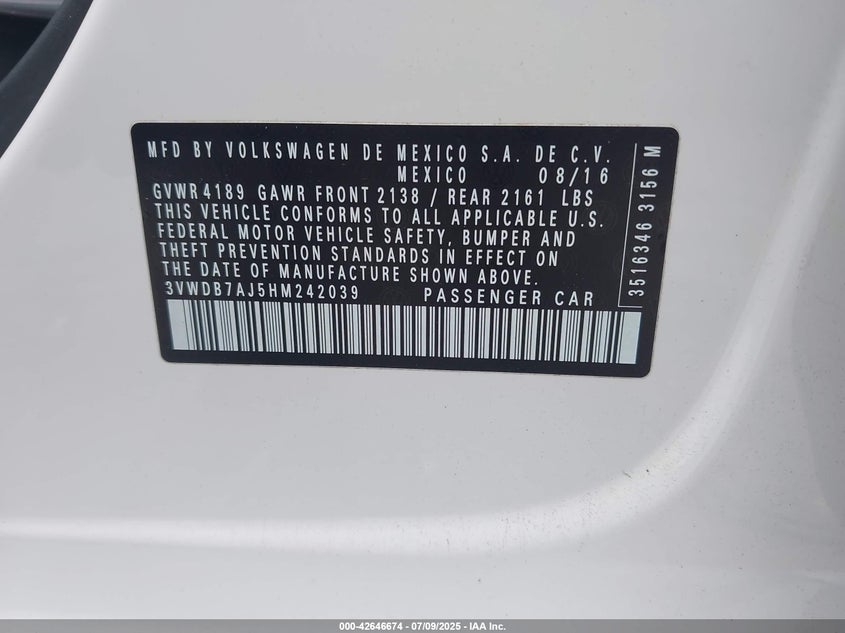 MFD BY VOLKSWAGEN DE MEXICO S.A. DE C.V.
MEXICO 08/16
GVWR 4189 GAWR FRONT 2138 / REAR 2161 LBS
THIS VEHICLE CONFORMS TO ALL APPLICABLE U.S.
FEDERAL MOTOR VEHICLE SAFETY, BUMPER AND
THEFT PREVENTION STANDARDS IN EFFECT ON
THE DATE OF MANUFACTURE SHOWN ABOVE.
3VWDB7AJ5HM242039 PASSENGER CAR
3516346 3156 M
000-42646674 / 07/09/2025 - IAA Inc.